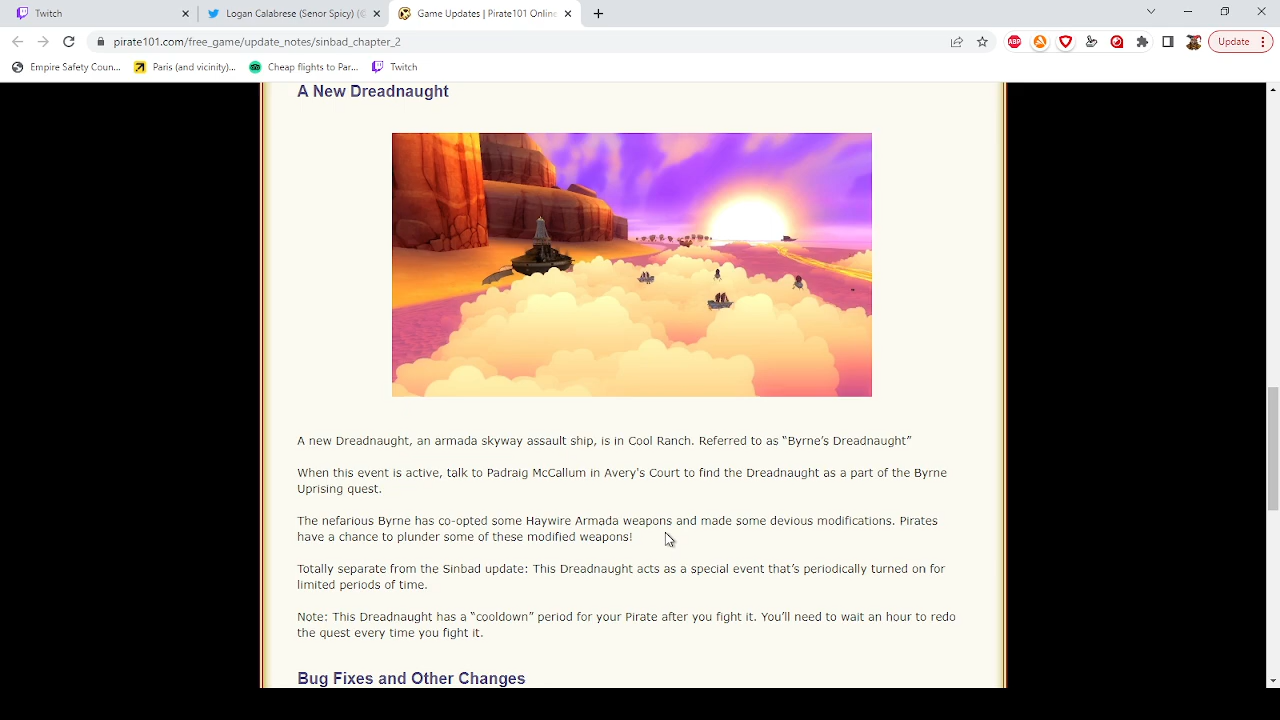 Twitch
Logan Calabrese (Senor Spicy) (
Game Updates | Pirate101 Online
pirate101.com/free_game/update_notes/sinbad_chapter_2
ABP
Update
Empire Safety Coun...
Paris (and vicinity)...
Cheap flights to Par...
Twitch
A New Dreadnaught
A new Dreadnaught, an armada skyway assault ship, is in Cool Ranch. Referred to as “Byrne’s Dreadnaught”
When this event is active, talk to Padraig McCallum in Avery's Court to find the Dreadnaught as a part of the Byrne
Uprising quest.
The nefarious Byrne has co-opted some Haywire Armada weapons and made some devious modifications. Pirates
have a chance to plunder some of these modified weapons!
Totally separate from the Sinbad update: This Dreadnaught acts as a special event that’s periodically turned on for
limited periods of time.
Note: This Dreadnaught has a “cooldown” period for your Pirate after you fight it. You’ll need to wait an hour to redo
the quest every time you fight it.
Bug Fixes and Other Changes